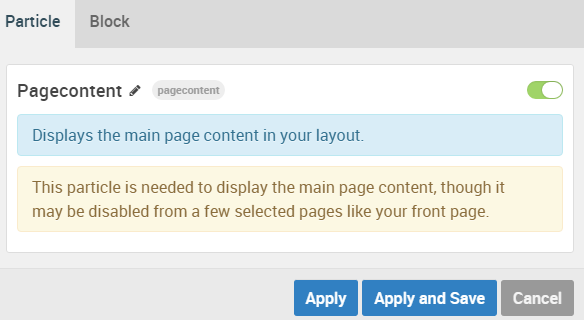 Particle Block
Pagecontent pagecontent
Displays the main page content in your layout.
This particle is needed to display the main page content, though it
may be disabled from a few selected pages like your front page.
Apply Apply and Save Cancel